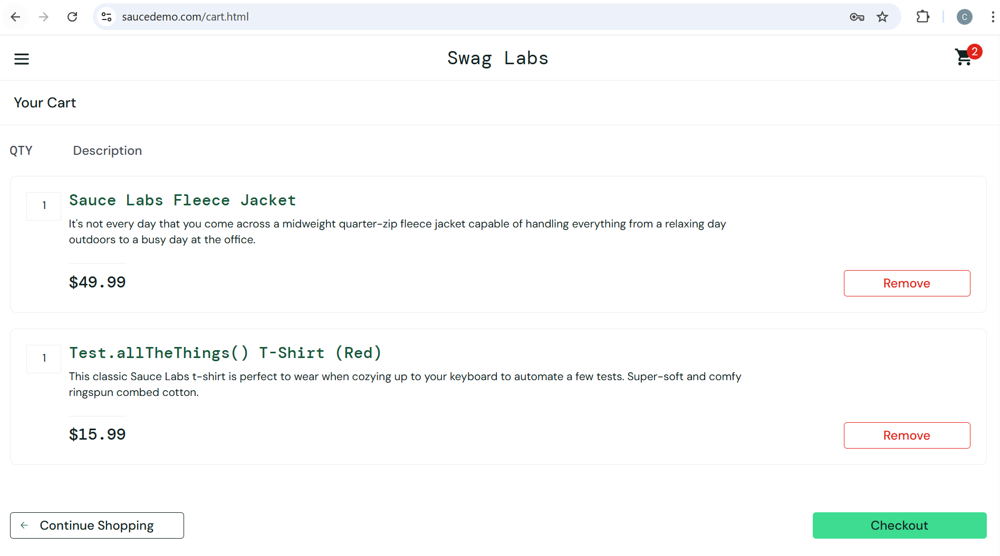 saucedemo.com/cart.html
C
Swag Labs
2
Your Cart
QTY Description
1 Sauce Labs Fleece Jacket
It's not every day that you come across a midweight quarter-zip fleece jacket capable of handling everything from a relaxing day
outdoors to a busy day at the office.
$49.99 Remove
1 Test.allTheThings() T-Shirt (Red)
This classic Sauce Labs t-shirt is perfect to wear when cozying up to your keyboard to automate a few tests. Super-soft and comfy
ringspun combed cotton.
$15.99 Remove
Continue Shopping Checkout